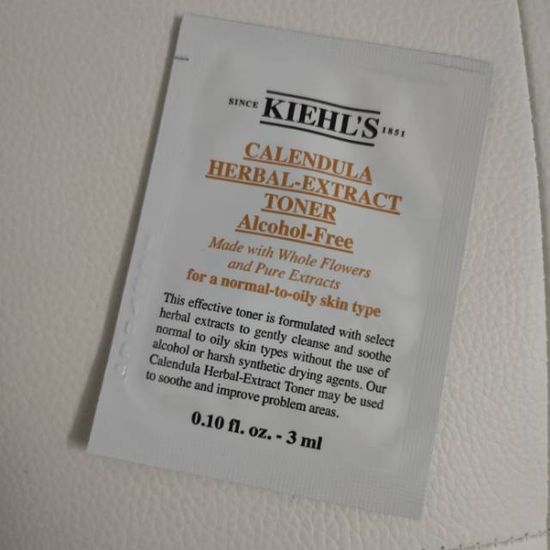 SINCE KIEHL'S 1851
CALENDULA
HERBAL-EXTRACT
TONER
Alcohol-Free
Made with Whole Flowers
and Pure Extracts
for a normal-to-oily skin type
This effective toner is formulated with select
herbal extracts to gently cleanse and soothe
normal to oily skin types without the use of
alcohol or harsh synthetic drying agents. Our
Calendula Herbal-Extract Toner may be used
to soothe and improve problem areas.
0.10 fl. oz. - 3 ml